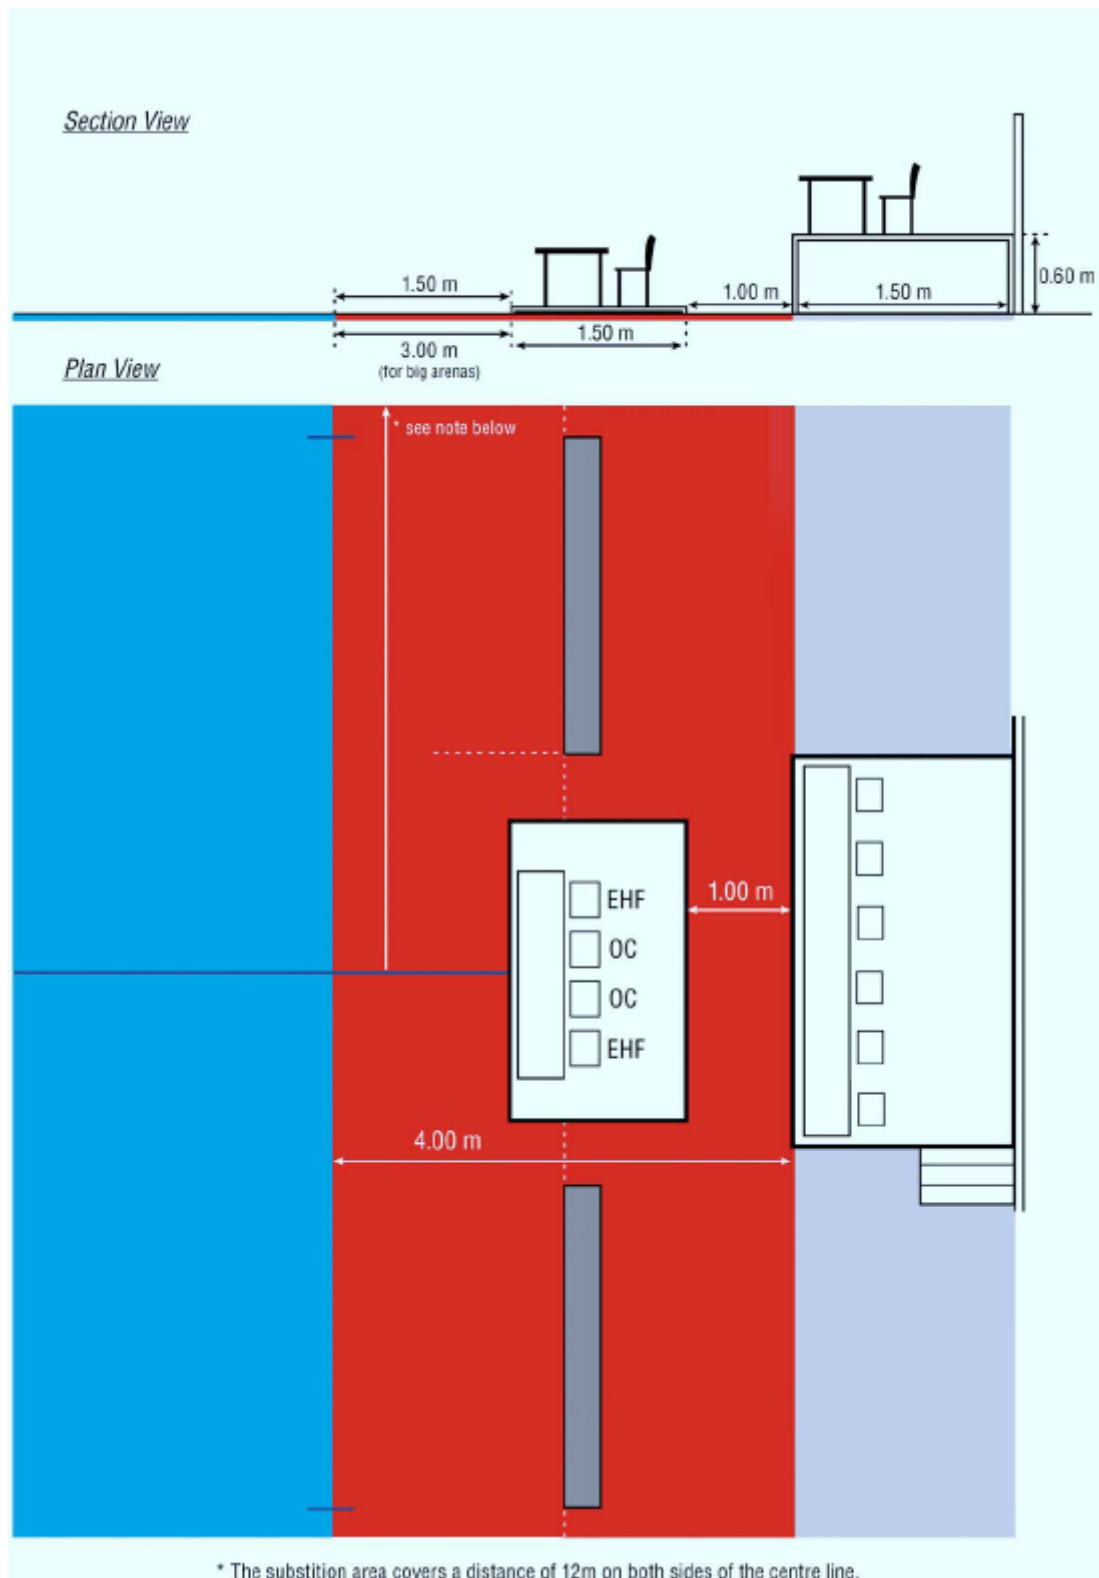 Section View
0.60 m
1.50 m
1.00 m
1.50 m
1.50 m
3.00 m
(for big arenas)
Plan View
* see note below
1.00 m
EHF
OC
OC
EHF
4.00 m
* The substition area covers a distance of 12m on both sides of the centre line.